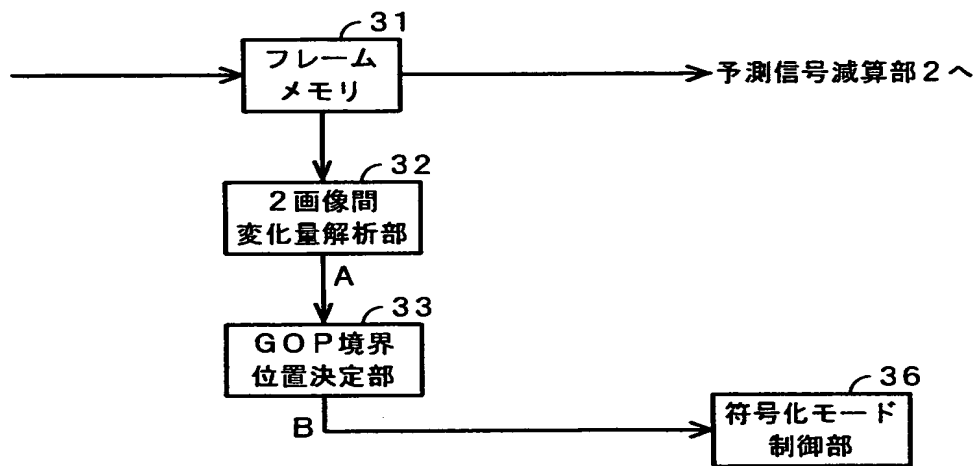 31
フレーム
メモリ
予測信号減算部2へ
32
2画像間
変化量解析部
A
33
GOP境界
位置決定部
B
36
符号化モード
制御部